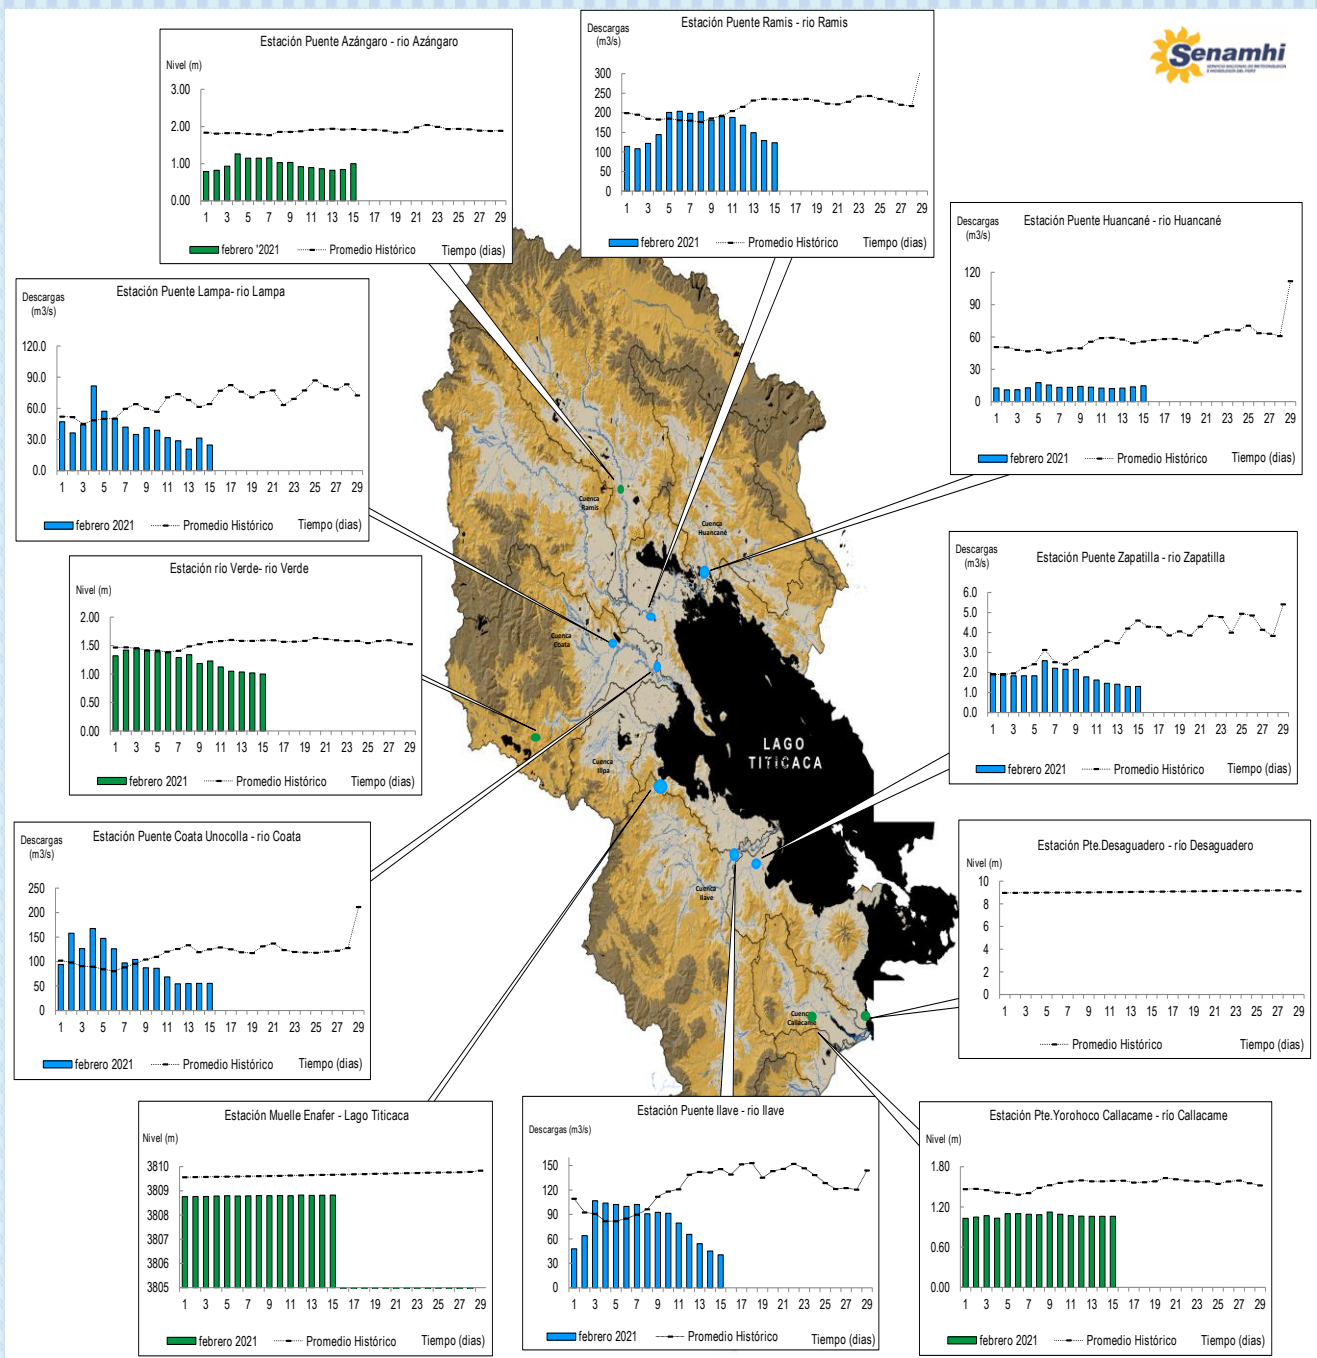 Senamhi
SERVICIO NACIONAL DE METEOROLOGÍA
E HIDROLOGÍA DEL PERÚ
Estación Puente Azángaro - rio Azángaro
Nivel (m)
3.00
2.00
1.00
0.00
1 3 5 7 9 11 13 15 17 19 21 23 25 27 29
febrero '2021 Promedio Histórico Tiempo (dias)
Estación Puente Ramis - rio Ramis
Descargas
(m3/s)
300
250
200
150
100
50
0
1 3 5 7 9 11 13 15 17 19 21 23 25 27 29
febrero 2021 Promedio Histórico Tiempo (dias)
Estación Puente Huancané - rio Huancané
Descargas
(m3/s)
120
90
60
30
0
1 3 5 7 9 11 13 15 17 19 21 23 25 27 29
febrero 2021 Promedio Histórico Tiempo (dias)
Estación Puente Lampa- rio Lampa
Descargas
(m3/s)
120.0
90.0
60.0
30.0
0.0
1 3 5 7 9 11 13 15 17 19 21 23 25 27 29
febrero 2021 Promedio Histórico Tiempo (dias)
Estación río Verde- rio Verde
Nivel (m)
2.00
1.50
1.00
0.50
0.00
1 3 5 7 9 11 13 15 17 19 21 23 25 27 29
febrero 2021 Promedio Histórico Tiempo (dias)
Estación Puente Zapatilla - rio Zapatilla
Descargas
(m3/s)
6.0
5.0
4.0
3.0
2.0
1.0
0.0
1 3 5 7 9 11 13 15 17 19 21 23 25 27 29
febrero 2021 Promedio Histórico Tiempo (dias)
Cuenca
Ramis
Cuenca
Huancané
Cuenca
Coata
Cuenca
Illpa
LAGO
TITICACA
Cuenca
Ilave
Cuenca
Callacame
Estación Puente Coata Unocolla - rio Coata
Descargas
(m3/s)
250
200
150
100
50
0
1 3 5 7 9 11 13 15 17 19 21 23 25 27 29
febrero 2021 Promedio Histórico Tiempo (dias)
Estación Pte.Desaguadero - río Desaguadero
Nivel (m)
10
8
6
4
2
0
1 3 5 7 9 11 13 15 17 19 21 23 25 27 29
Promedio Histórico Tiempo (dias)
Estación Muelle Enafer - Lago Titicaca
Nivel (m)
3810
3809
3808
3807
3806
3805
1 3 5 7 9 11 13 15 17 19 21 23 25 27 29
febrero 2021 Promedio Histórico Tiempo (dias)
Estación Puente Ilave - rio Ilave
Descargas (m3/s)
150
120
90
60
30
0
1 3 5 7 9 11 13 15 17 19 21 23 25 27 29
febrero 2021 Promedio Histórico Tiempo (dias)
Estación Pte.Yorohoco Callacame - río Callacame
Nivel (m)
1.80
1.20
0.60
0.00
1 3 5 7 9 11 13 15 17 19 21 23 25 27 29
febrero 2021 Promedio Histórico Tiempo (dias)